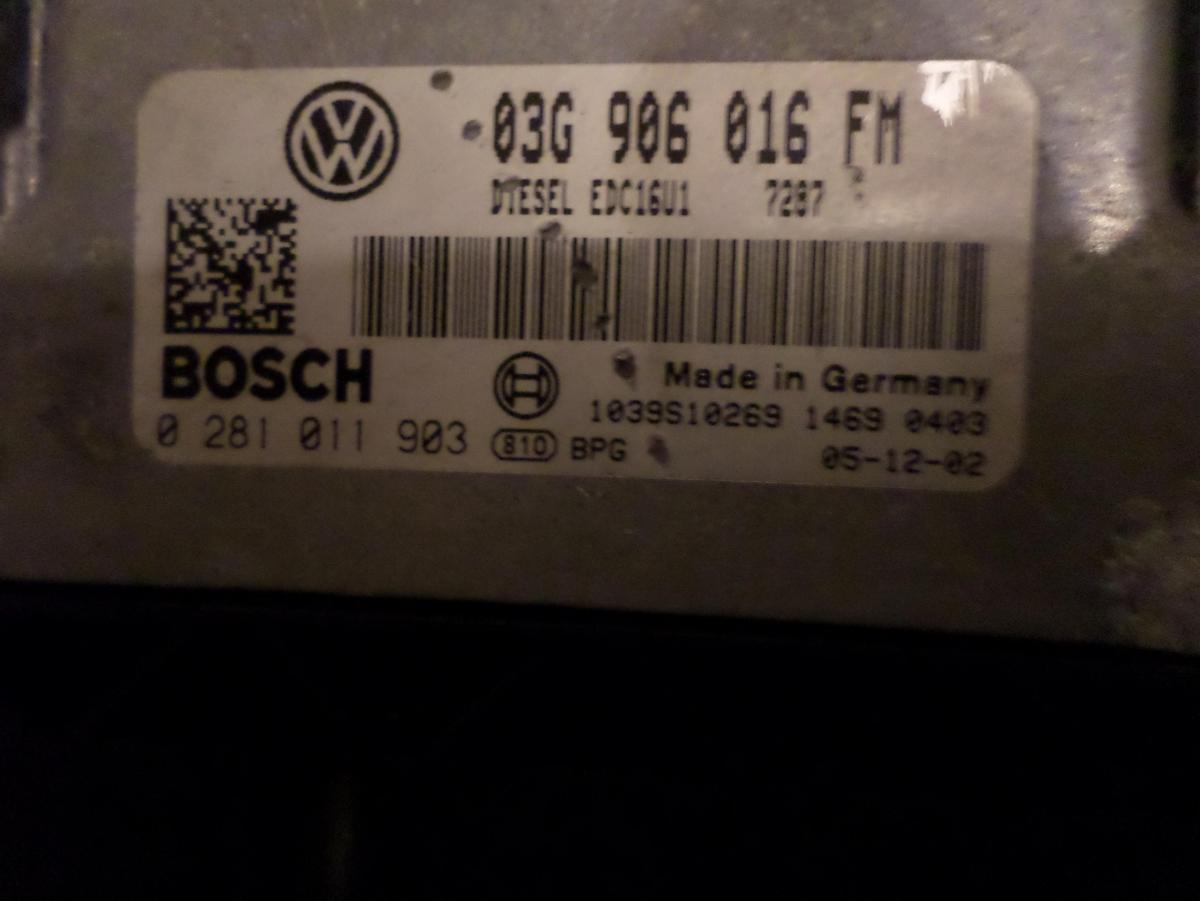 03G 906 016 FM
DIESEL EDC16U1 7287
BOSCH
Made in Germany
1039S10269 1469 0403
0 281 011 903 810 BPG 05-12-02